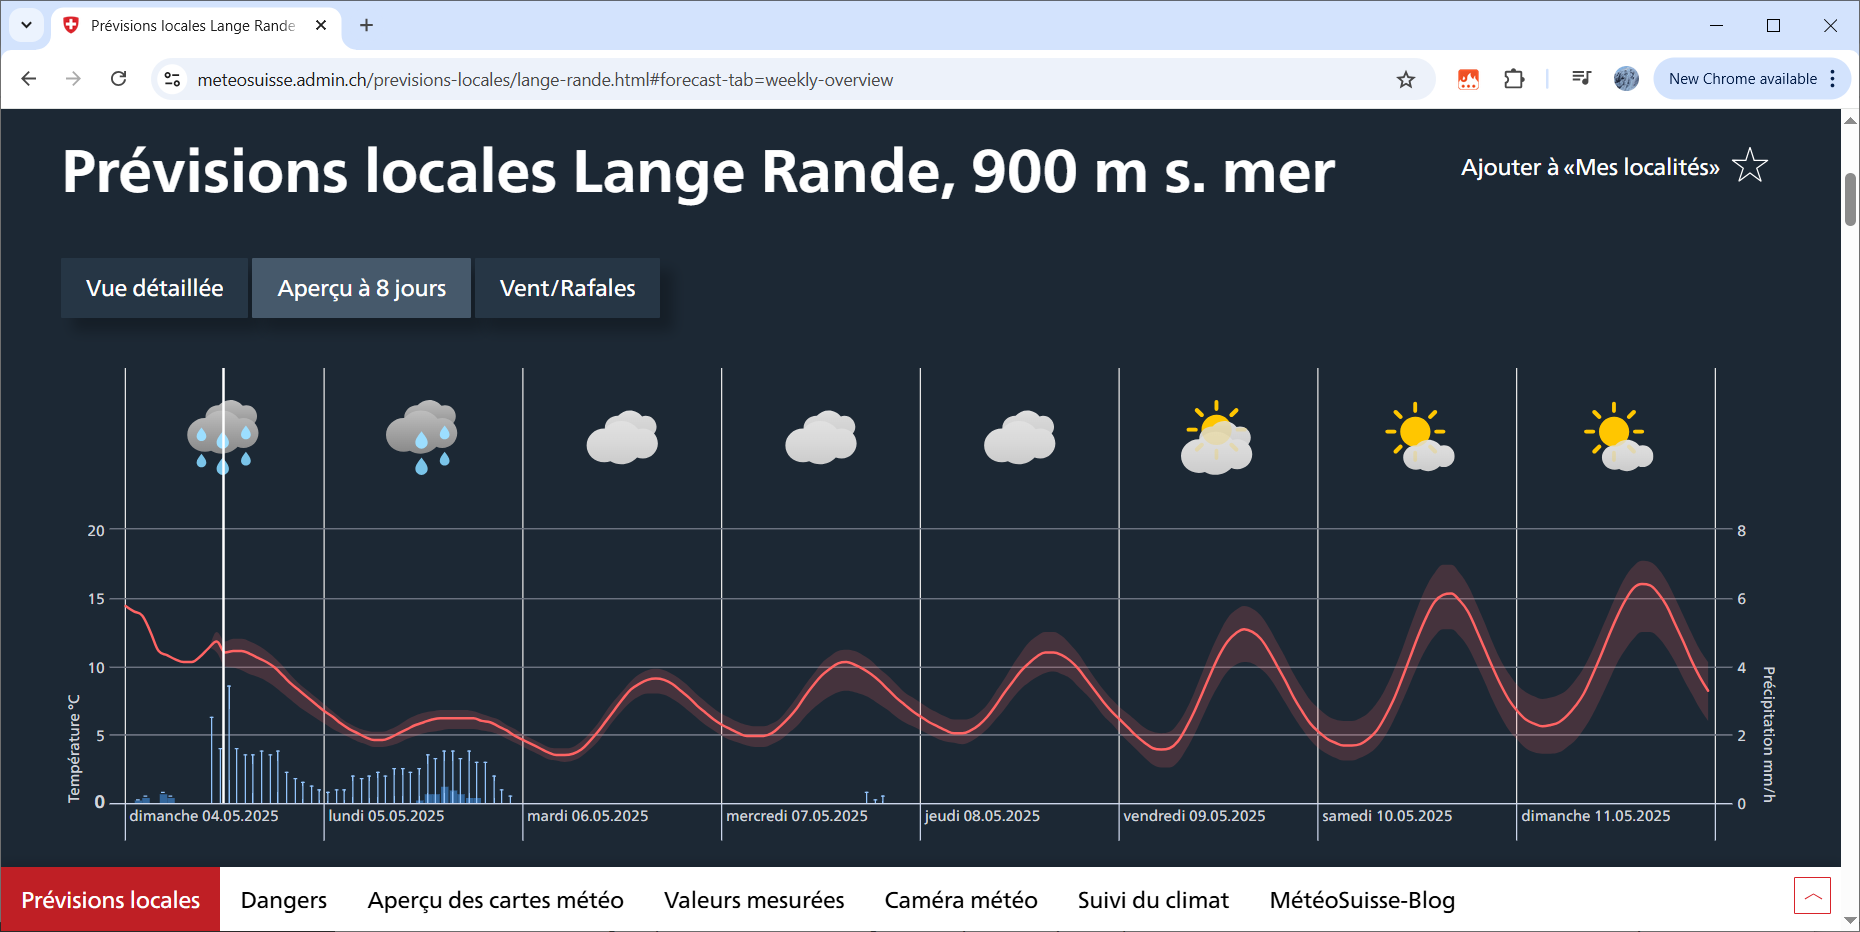 Prévisions locales Lange Rande
meteosuisse.admin.ch/previsions-locales/lange-rande.html#forecast-tab=weekly-overview
New Chrome available
Prévisions locales Lange Rande, 900 m s. mer
Ajouter à «Mes localités»
Vue détaillée
Aperçu à 8 jours
Vent/Rafales
20
15
10
5
0
Température °C
8
6
4
2
0
Précipitation mm/h
dimanche 04.05.2025
lundi 05.05.2025
mardi 06.05.2025
mercredi 07.05.2025
jeudi 08.05.2025
vendredi 09.05.2025
samedi 10.05.2025
dimanche 11.05.2025
Prévisions locales
Dangers
Aperçu des cartes météo
Valeurs mesurées
Caméra météo
Suivi du climat
MétéoSuisse-Blog